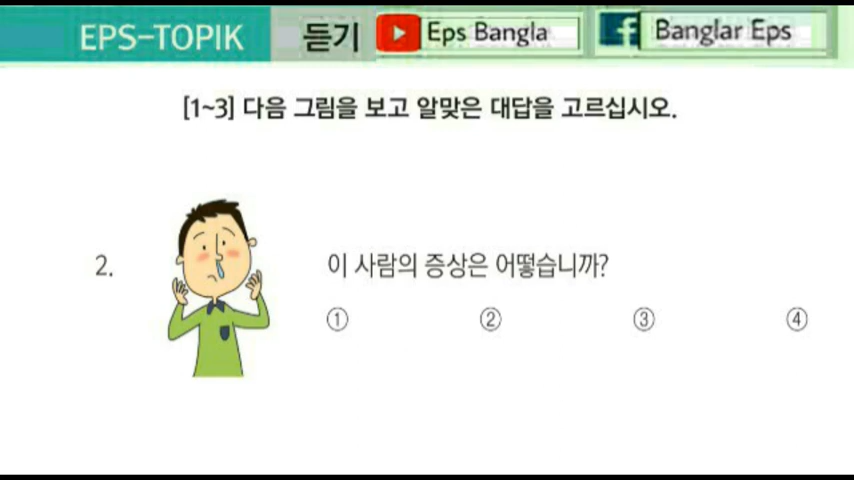 EPS-TOPIK 듣기 Eps Bangla Banglar Eps
[1~3] 다음 그림을 보고 알맞은 대답을 고르십시오.
2. 이 사람의 증상은 어떻습니까?
① ② ③ ④